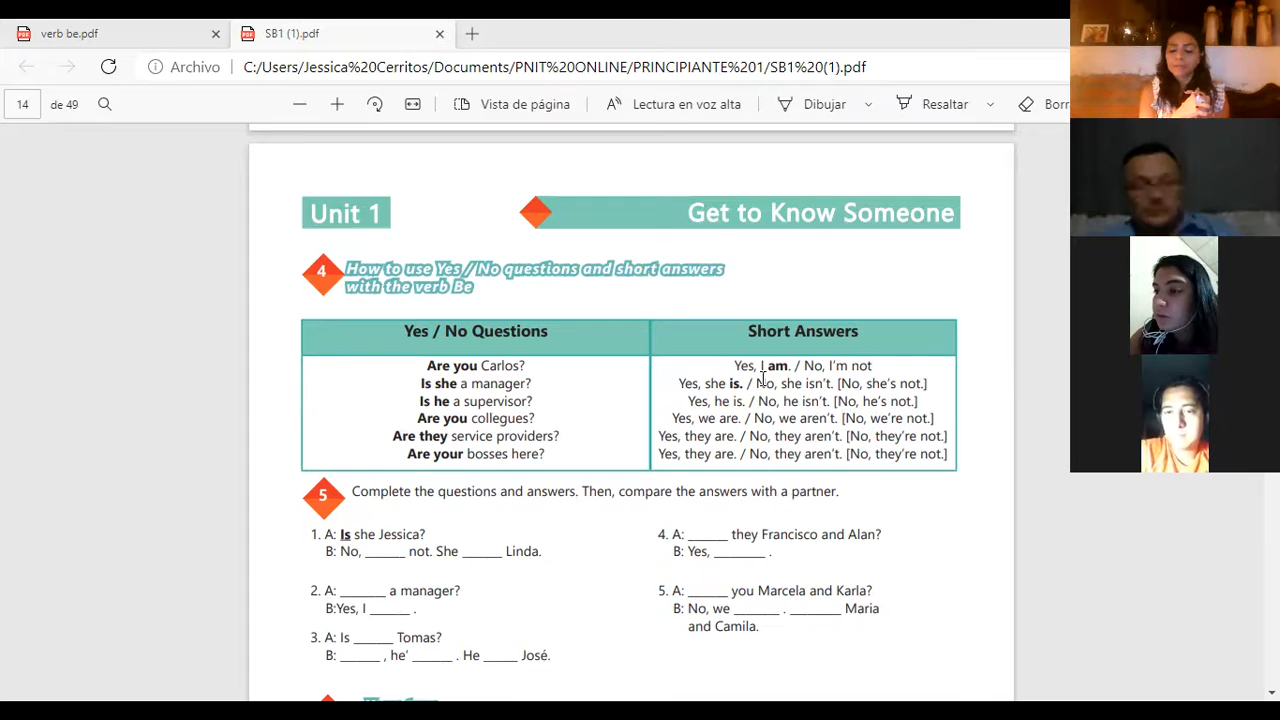 verb be.pdf
SB1 (1).pdf
Archivo C:/Users/Jessica%20Cerritos/Documents/PNIT%20ONLINE/PRINCIPIANTE%201/SB1%20(1).pdf
14 de 49 Vista de página Lectura en voz alta Dibujar Resaltar Borr
Unit 1
Get to Know Someone
4 How to use Yes / No questions and short answers
with the verb Be
Yes / No Questions Short Answers
Are you Carlos? Yes, I am. / No, I'm not
Is she a manager? Yes, she is. / No, she isn't. [No, she's not.]
Is he a supervisor? Yes, he is. / No, he isn't. [No, he's not.]
Are you collegues? Yes, we are. / No, we aren't. [No, we're not.]
Are they service providers? Yes, they are. / No, they aren't. [No, they're not.]
Are your bosses here? Yes, they are. / No, they aren't. [No, they're not.]
5 Complete the questions and answers. Then, compare the answers with a partner.
1. A: Is she Jessica?
B: No, ______ not. She ______ Linda.
2. A: _______ a manager?
B:Yes, I ______ .
3. A: Is ______ Tomas?
B: ______ , he' ______ . He _____ José.
4. A: ______ they Francisco and Alan?
B: Yes, ________ .
5. A: ______ you Marcela and Karla?
B: No, we _______ . ________ Maria
and Camila.